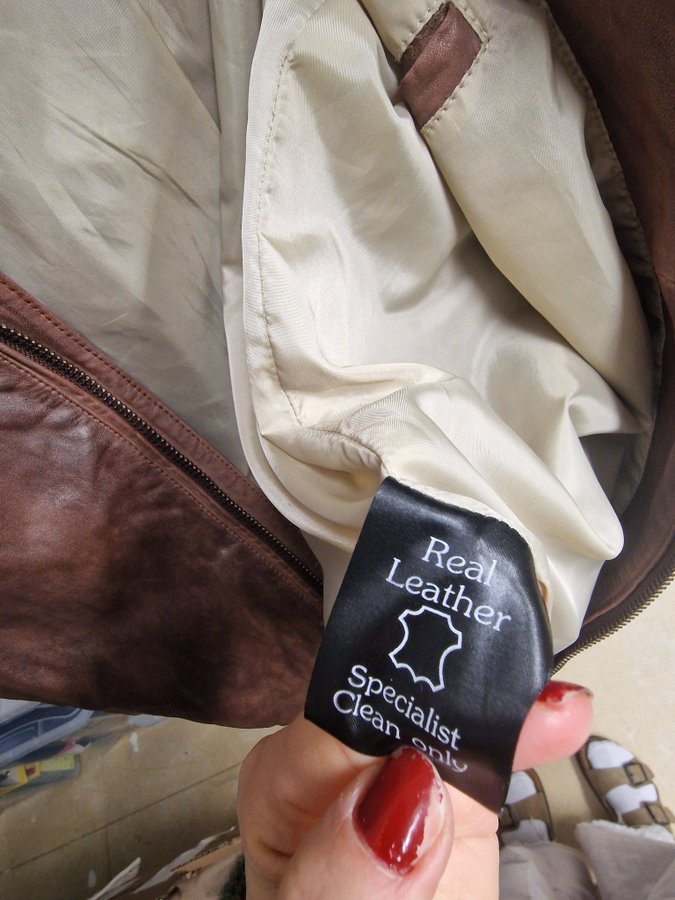 Real
Leather
Specialist
Clean only